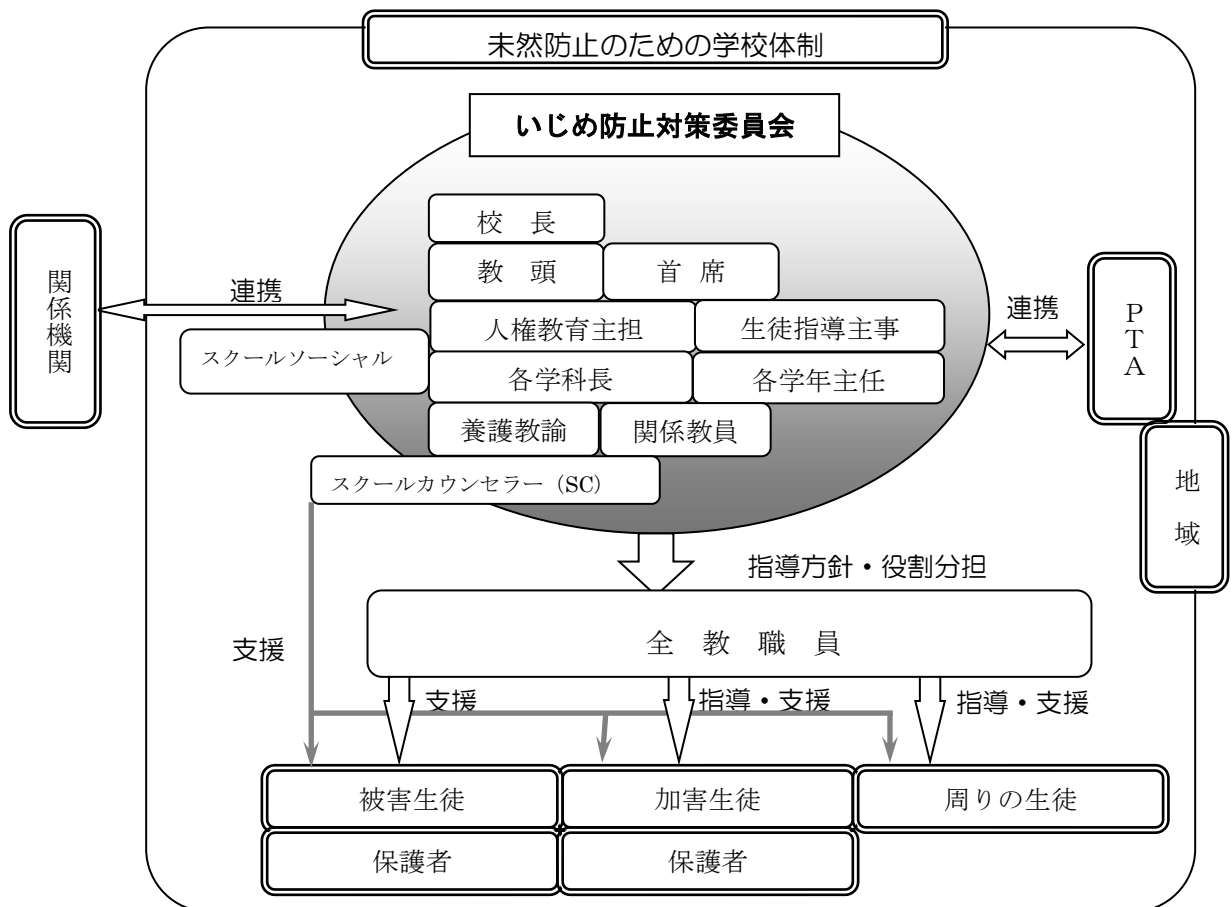 未然防止のための学校体制
いじめ防止対策委員会
校 長
教 頭
首 席
関係機関
連携
人権教育主担
生徒指導主事
連携
PTA
スクールソーシャル
各学科長
各学年主任
養護教諭
関係教員
スクールカウンセラー（SC）
地 域
指導方針・役割分担
全 教 職 員
支援
支援
指導・支援
指導・支援
被害生徒
加害生徒
周りの生徒
保護者
保護者